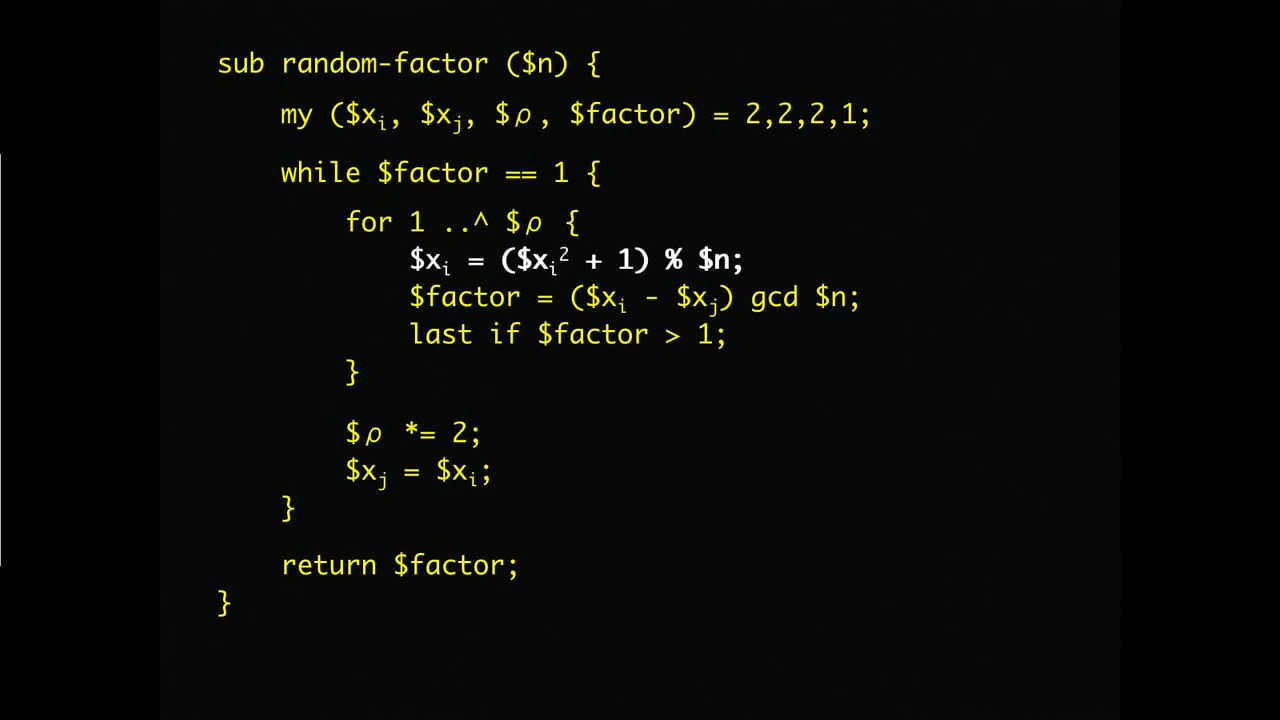 sub random-factor ($n) {
my ($xᵢ, $xⱼ, $ρ, $factor) = 2,2,2,1;
while $factor == 1 {
for 1 ..^ $ρ {
$xᵢ = ($xᵢ² + 1) % $n;
$factor = ($xᵢ - $xⱼ) gcd $n;
last if $factor > 1;
}
$ρ *= 2;
$xⱼ = $xᵢ;
}
return $factor;
}